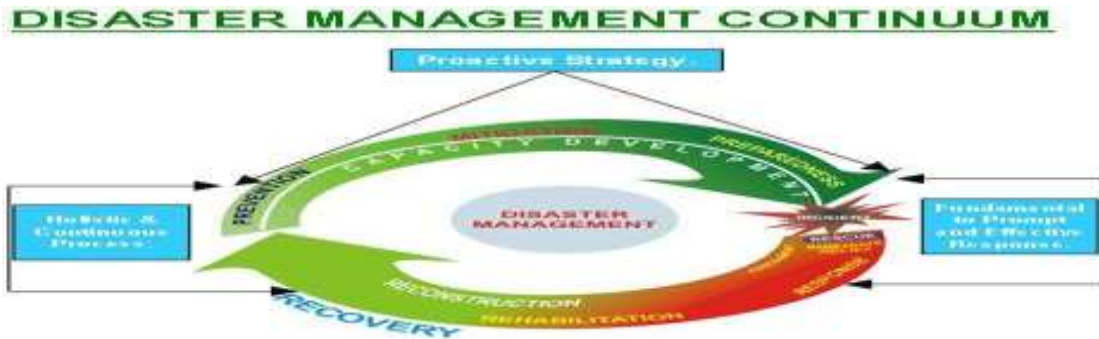 DISASTER MANAGEMENT CONTINUUM
Proactive Strategy.
MITIGATION
CAPACITY DEVELOPMENT
PREPAREDNESS
PREVENTION
Holistic &
Continuous
Process.
DISASTER
MANAGEMENT
Fundamental
to Prompt
and Effective
Response.
RESCUE
RESPONSE
RECONSTRUCTION
REHABILITATION
RECOVERY